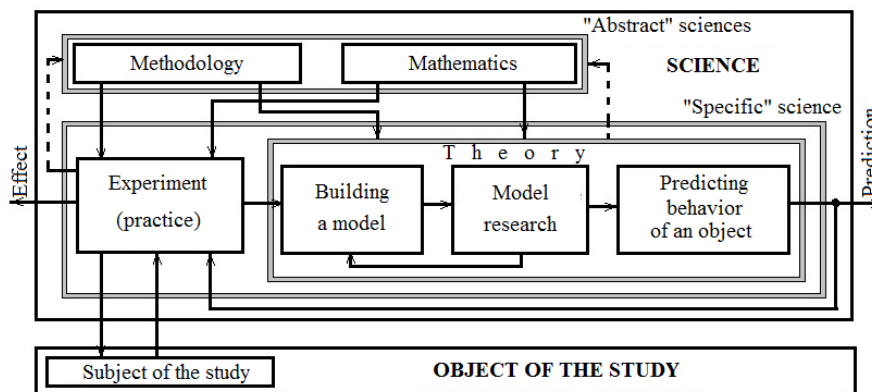 "Abstract" sciences
Methodology
Mathematics
SCIENCE
"Specific" science
Effect
Prediction
T h e o r y
Experiment
(practice)
Building
a model
Model
research
Predicting
behavior
of an object
Subject of the study
OBJECT OF THE STUDY